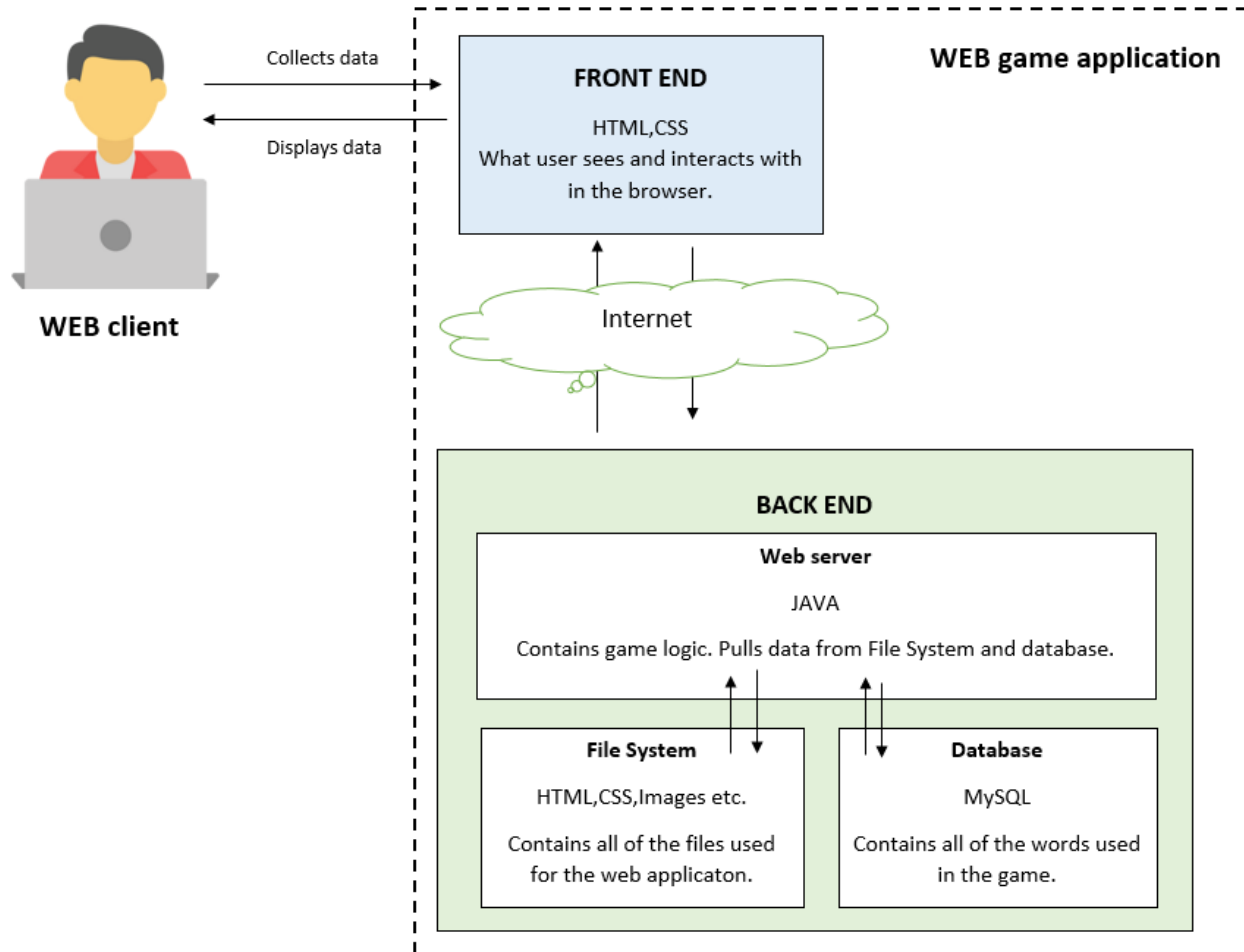 WEB game application
Collects data
Displays data
WEB client
FRONT END
HTML,CSS
What user sees and interacts with
in the browser.
Internet
BACK END
Web server
JAVA
Contains game logic. Pulls data from File System and database.
File System
HTML,CSS,Images etc.
Contains all of the files used
for the web applicaton.
Database
MySQL
Contains all of the words used
in the game.